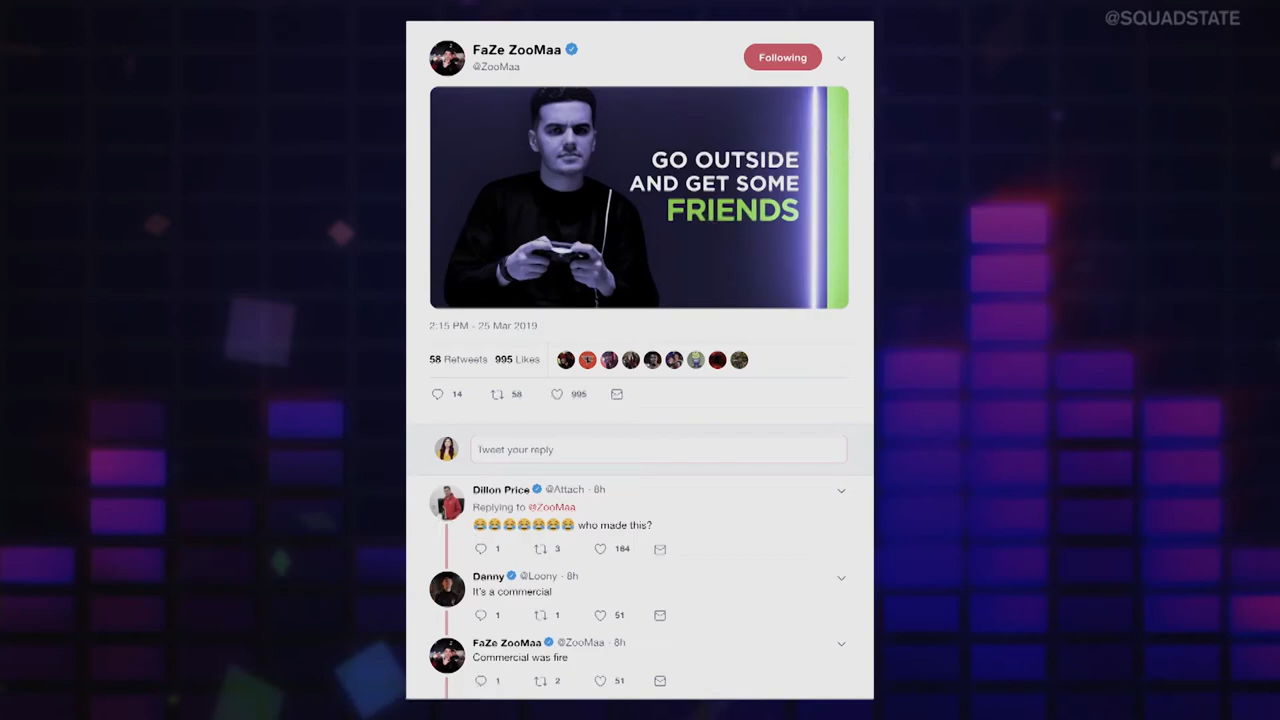 @SQUADSTATE
FaZe ZooMaa
@ZooMaa
Following
GO OUTSIDE
AND GET SOME
FRIENDS
2:15 PM - 25 Mar 2019
58 Retweets 995 Likes
14 58 995
Tweet your reply
Dillon Price @Attach · 8h
Replying to @ZooMaa
😂😂😂😂😂😂😂 who made this?
1 3 184
Danny @Loony · 8h
It's a commercial
1 1 51
FaZe ZooMaa @ZooMaa · 8h
Commercial was fire
1 2 51